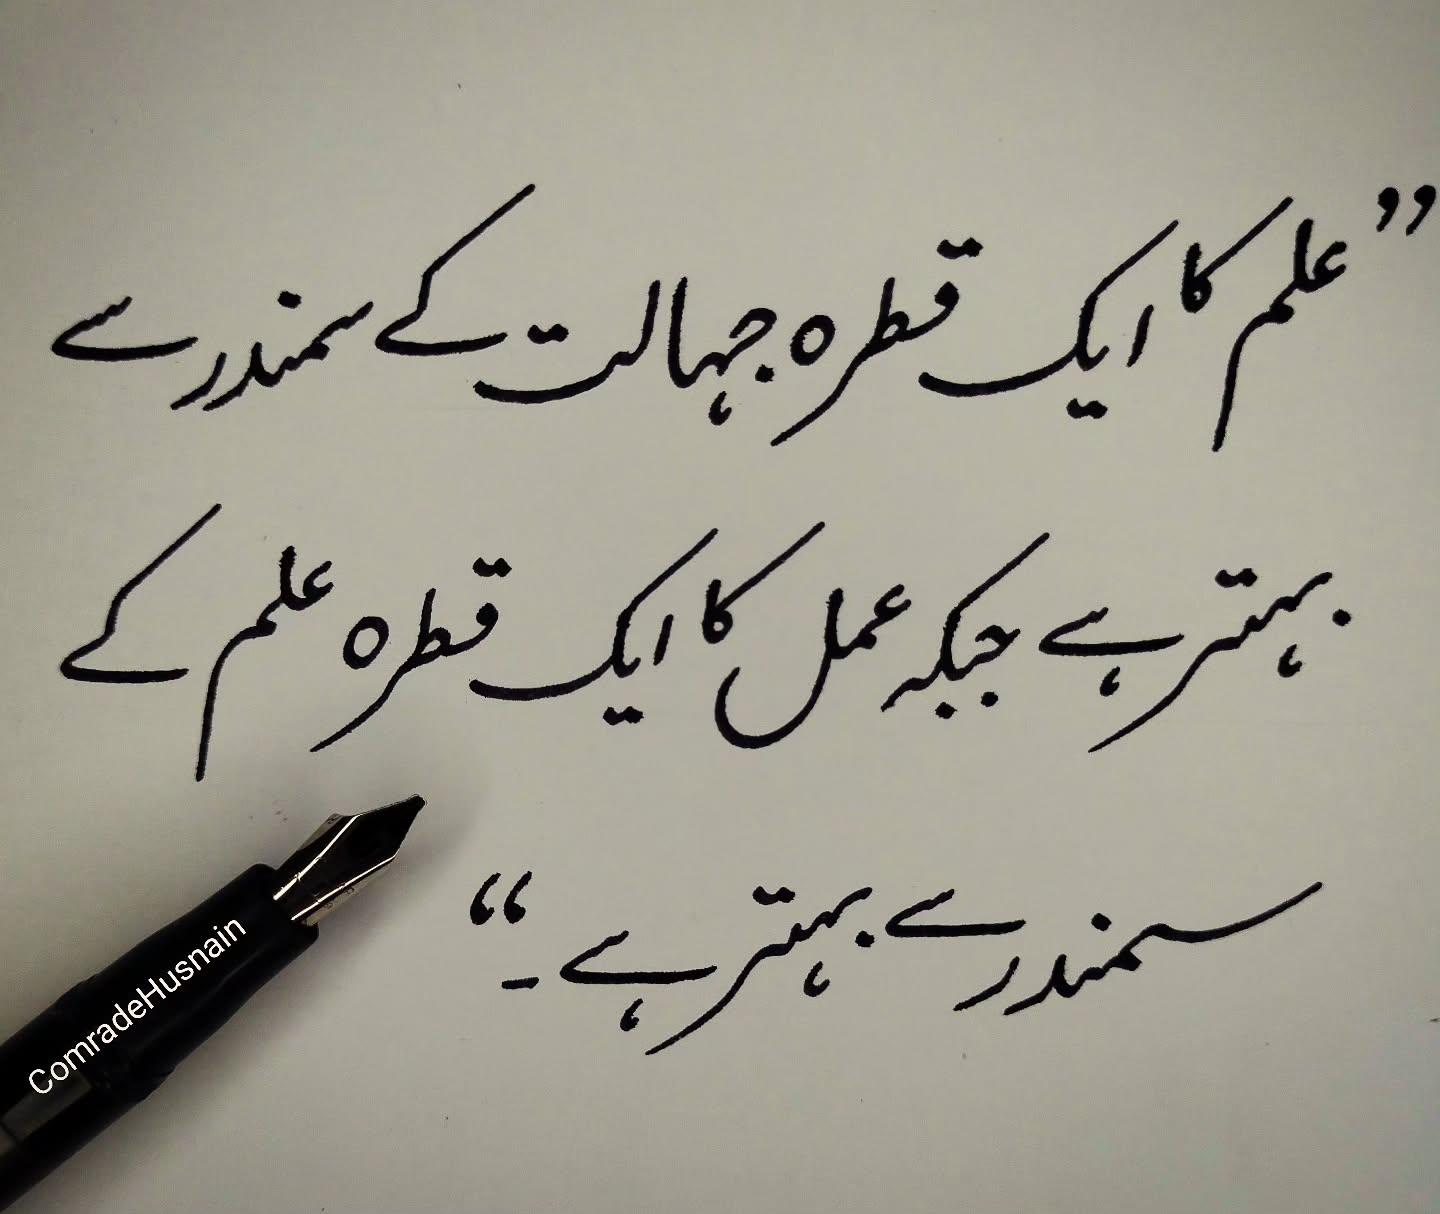 ”علم کا ایک قطرہ جہالت کے سمندر سے
بہتر ہے جبکہ عمل کا ایک قطرہ علم کے
سمندر سے بہتر ہے ۔“
ComradeHusnain